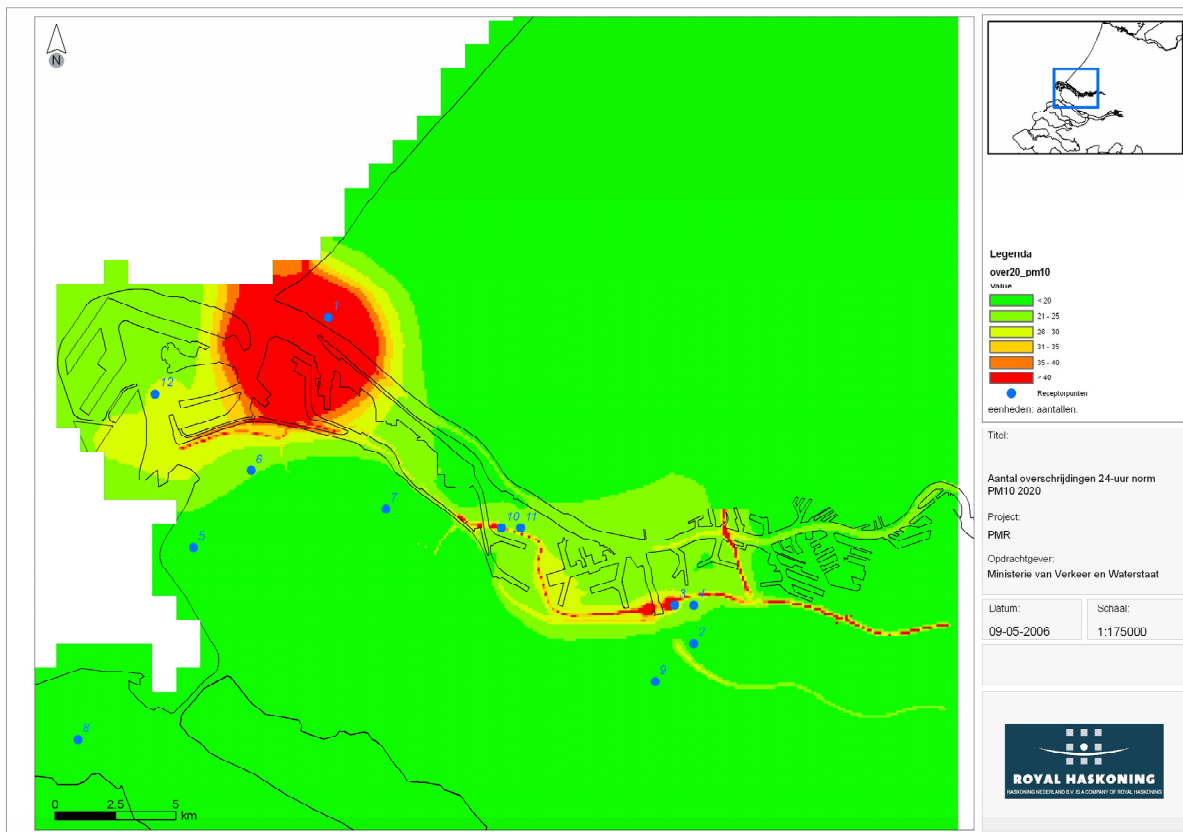 N
1
12
6
7
5
10 11
3 4
2
9
8
0 2.5 5
km
Legenda
over20_pm10
Value
< 20
21 - 25
26 - 30
31 - 35
35 - 40
> 40
Receptorpunten
eenheden: aantallen.
Titel:
Aantal overschrijdingen 24-uur norm
PM10 2020
Project:
PMR
Opdrachtgever:
Ministerie van Verkeer en Waterstaat
Datum: Schaal:
09-05-2006 1:175000
ROYAL HASKONING
HASKONING NEDERLAND B.V. IS A COMPANY OF ROYAL HASKONING